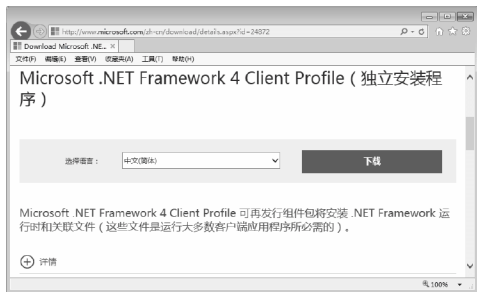 http://www.microsoft.com/zh-cn/download/details.aspx?id=24872
Download Microsoft .NE...
文件(F) 编辑(E) 查看(V) 收藏夹(A) 工具(T) 帮助(H)
Microsoft .NET Framework 4 Client Profile（独立安装程
序）
选择语言： 中文(简体) 下载
Microsoft .NET Framework 4 Client Profile 可再发行组件包将安装 .NET Framework 运
行时和关联文件（这些文件是运行大多数客户端应用程序所必需的）。
详情
100%